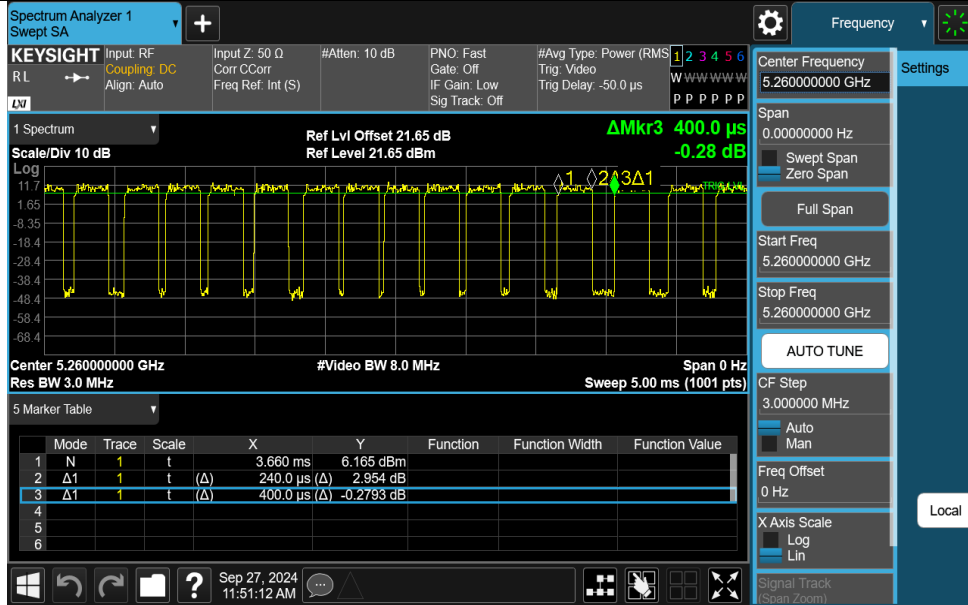 Spectrum Analyzer 1
Swept SA
+
Frequency
KEYSIGHT
R L
LXI
Input: RF
Coupling: DC
Align: Auto
Input Z: 50 Ω
Corr CCorr
Freq Ref: Int (S)
#Atten: 10 dB
PNO: Fast
Gate: Off
IF Gain: Low
Sig Track: Off
#Avg Type: Power (RMS
Trig: Video
Trig Delay: -50.0 µs
1 2 3 4 5 6
W W W W W W
P P P P P P
1 Spectrum
Scale/Div 10 dB
Log
Ref Lvl Offset 21.65 dB
Ref Level 21.65 dBm
ΔMkr3 400.0 µs
-0.28 dB
11.7
1.65
-8.35
-18.4
-28.4
-38.4
-48.4
-58.4
-68.4
1
2Δ3Δ1
TRIG LVL
Center 5.260000000 GHz
#Video BW 8.0 MHz
Span 0 Hz
Res BW 3.0 MHz
Sweep 5.00 ms (1001 pts)
5 Marker Table
Mode Trace Scale X Y Function Function Width Function Value
1 N 1 t 3.660 ms 6.165 dBm
2 Δ1 1 t (Δ) 240.0 µs (Δ) 2.954 dB
3 Δ1 1 t (Δ) 400.0 µs (Δ) -0.2793 dB
4
5
6
Sep 27, 2024
11:51:12 AM
?
Center Frequency
5.260000000 GHz
Span
0.00000000 Hz
Swept Span
Zero Span
Full Span
Start Freq
5.260000000 GHz
Stop Freq
5.260000000 GHz
AUTO TUNE
CF Step
3.000000 MHz
Auto
Man
Freq Offset
0 Hz
X Axis Scale
Log
Lin
Signal Track
(Span Zoom)
Settings
Local